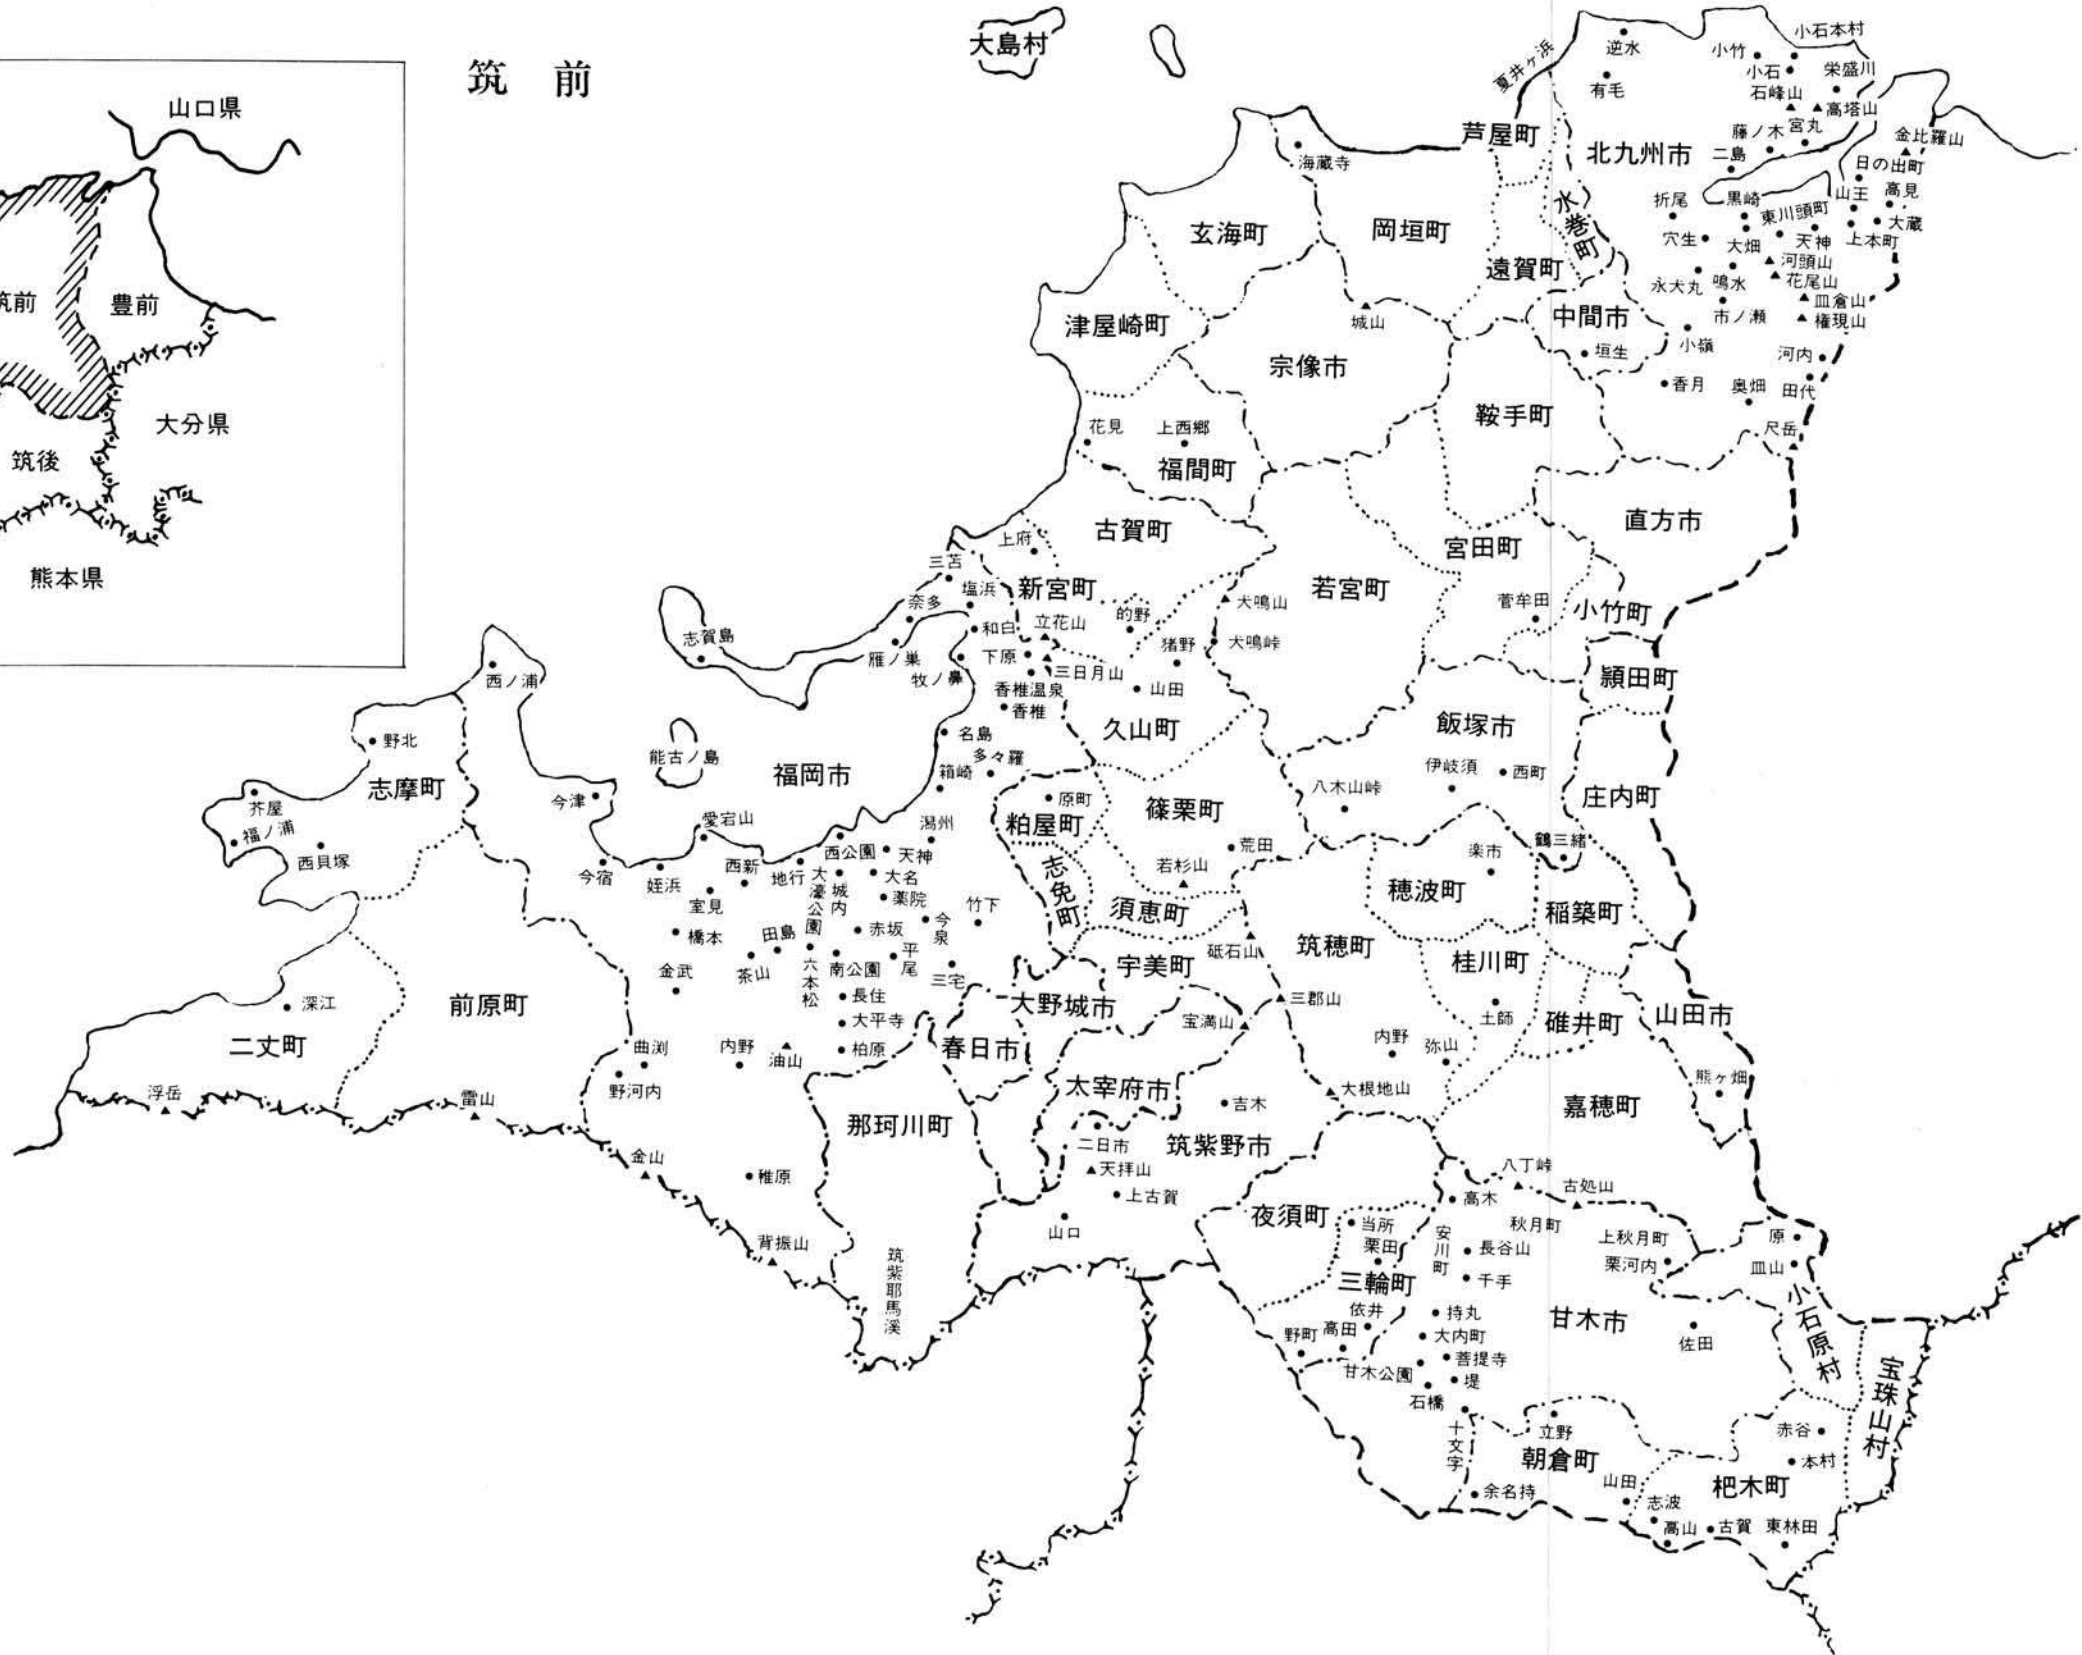 筑前
山口県
筑前
豊前
大分県
筑後
熊本県
大島村
夏井ヶ浜
逆水
有毛
小竹
小石本村
小石
栄盛川
石峰山
高塔山
藤ノ木
宮丸
二島
金比羅山
日の出町
芦屋町
北九州市
海蔵寺
水巻町
折尾
黒崎
東川頭町
山王
高見
大蔵
穴生
大畑
天神
上本町
河頭山
永犬丸
鳴水
花尾山
皿倉山
市ノ瀬
権現山
小嶺
河内
香月
奥畑
田代
尺岳
玄海町
岡垣町
遠賀町
中間市
垣生
津屋崎町
城山
宗像市
鞍手町
花見
上西郷
福間町
直方市
古賀町
宮田町
上府
三苫
塩浜
新宮町
若宮町
菅牟田
小竹町
奈多
和白
立花山
的野
犬鳴山
猪野
犬鳴峠
志賀島
雁ノ巣
牧ノ鼻
下原
三日月山
香椎温泉
山田
香椎
久山町
頴田町
西ノ浦
野北
志摩町
能古ノ島
福岡市
名島
多々羅
箱崎
飯塚市
伊岐須
西町
八木山峠
庄内町
今津
芥屋
福ノ浦
西貝塚
愛宕山
原町
粕屋町
篠栗町
荒田
若杉山
潟州
西公園
天神
西新
地行
大濠公園
城内
大名
薬院
今宿
姪浜
室見
橋本
田島
赤坂
今泉
竹下
志免町
須恵町
鶴三緒
楽市
穂波町
稲築町
金武
茶山
六本松
南公園
平尾
三宅
宇美町
砥石山
筑穂町
桂川町
長住
大野城市
三郡山
土師
碓井町
山田市
深江
前原町
二丈町
大平寺
宝満山
曲渕
内野
油山
柏原
春日市
内野
弥山
熊ヶ畑
浮岳
雷山
野河内
太宰府市
吉木
大根地山
嘉穂町
那珂川町
二日市
筑紫野市
天拝山
上古賀
金山
稚原
山口
背振山
筑紫耶馬溪
夜須町
八丁峠
古処山
高木
当所
栗田
安川町
秋月町
長谷山
上秋月町
栗河内
原
皿山
三輪町
千手
小石原村
依井
持丸
甘木市
野町
高田
大内町
佐田
甘木公園
菩提寺
堤
石橋
宝珠山村
十文字
立野
朝倉町
赤谷
本村
杷木町
余名持
山田
志波
高山
古賀
東林田